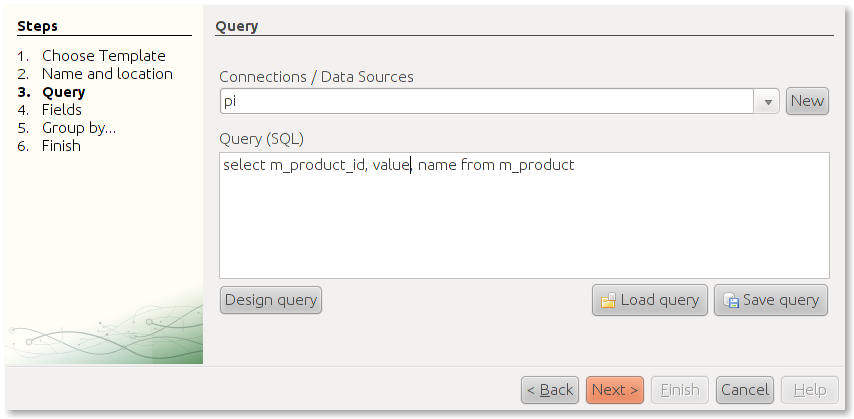 Steps
1. Choose Template
2. Name and location
3. Query
4. Fields
5. Group by...
6. Finish
Query
Connections / Data Sources
pi
New
Query (SQL)
select m_product_id, value, name from m_product
Design query
Load query
Save query
< Back
Next >
Finish
Cancel
Help